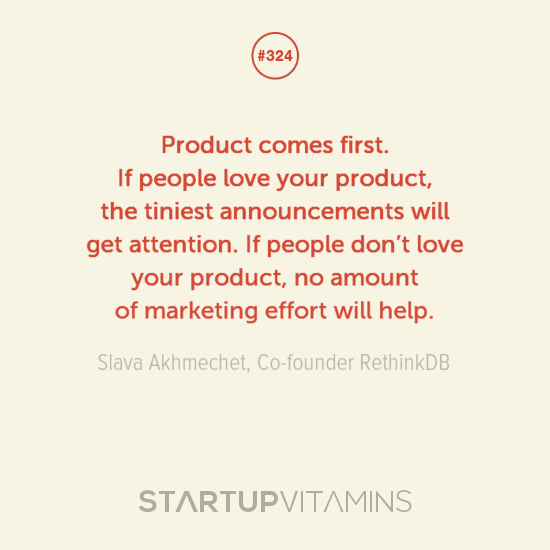 #324
Product comes first.
If people love your product,
the tiniest announcements will
get attention. If people don’t love
your product, no amount
of marketing effort will help.
Slava Akhmechet, Co-founder RethinkDB
STARTUPVITAMINS